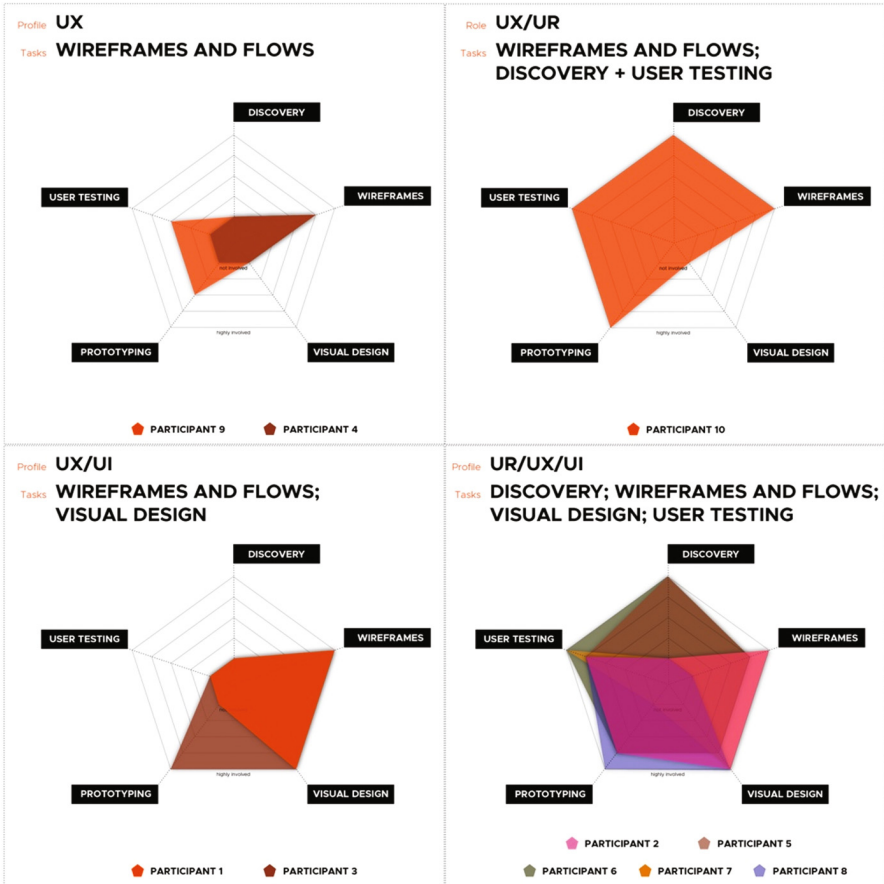 Profile UX
Tasks WIREFRAMES AND FLOWS
DISCOVERY
USER TESTING
WIREFRAMES
not involved
highly involved
PROTOTYPING
VISUAL DESIGN
PARTICIPANT 9 PARTICIPANT 4
Role UX/UR
Tasks WIREFRAMES AND FLOWS;
DISCOVERY + USER TESTING
DISCOVERY
USER TESTING
WIREFRAMES
not involved
highly involved
PROTOTYPING
VISUAL DESIGN
PARTICIPANT 10
Profile UX/UI
Tasks WIREFRAMES AND FLOWS;
VISUAL DESIGN
DISCOVERY
USER TESTING
WIREFRAMES
highly involved
PROTOTYPING
VISUAL DESIGN
PARTICIPANT 1 PARTICIPANT 3
Profile UR/UX/UI
Tasks DISCOVERY; WIREFRAMES AND FLOWS;
VISUAL DESIGN; USER TESTING
DISCOVERY
USER TESTING
WIREFRAMES
not involved
highly involved
PROTOTYPING
VISUAL DESIGN
PARTICIPANT 2 PARTICIPANT 5
PARTICIPANT 6 PARTICIPANT 7 PARTICIPANT 8